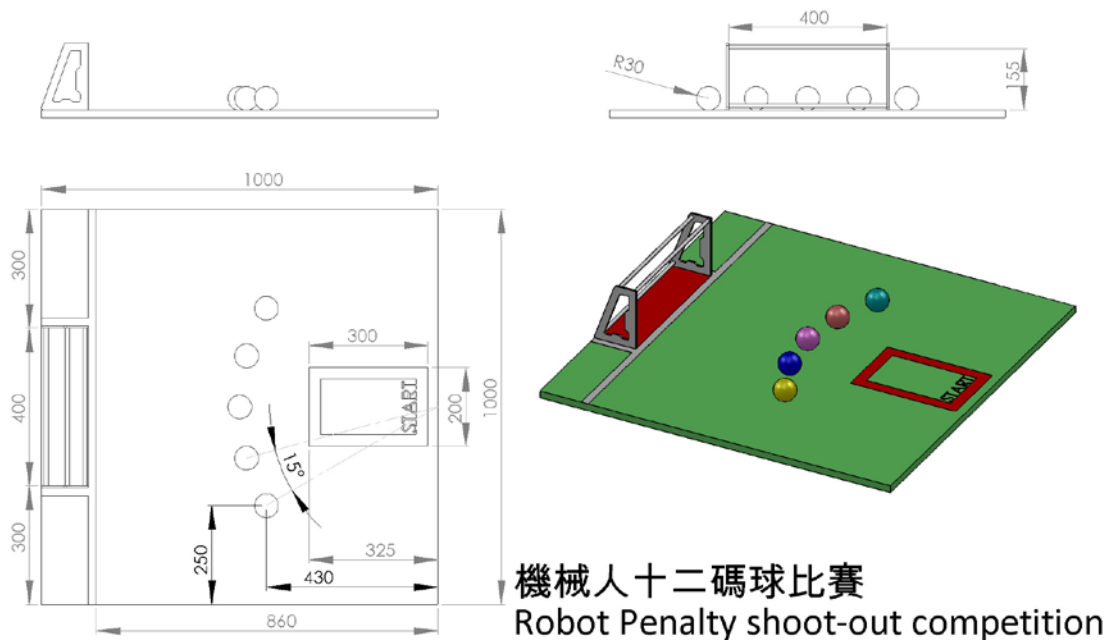 400
R30
155
1000
300
300
400
200
1000
START
START
15°
300
250
325
430
860
機械人十二碼球比賽
Robot Penalty shoot-out competition